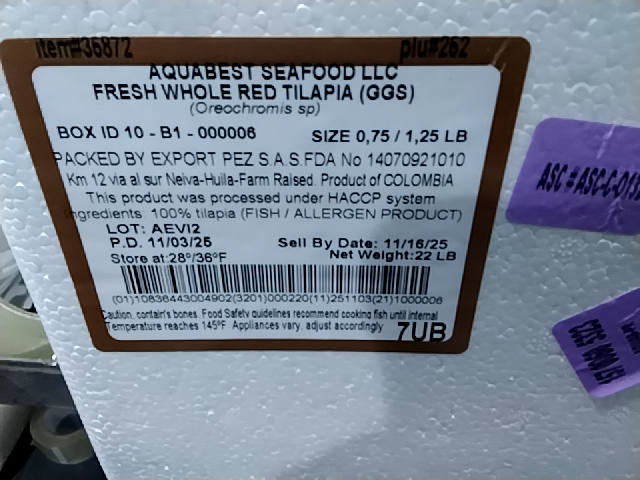 item#36872 plu#262
AQUABEST SEAFOOD LLC
FRESH WHOLE RED TILAPIA (GGS)
(Oreochromis sp)
BOX ID 10 - B1 - 000006 SIZE 0,75 / 1,25 LB
PACKED BY EXPORT PEZ S.A.S.FDA No 14070921010
Km 12 via al sur Neiva-Huila-Farm Raised. Product of COLOMBIA
This product was processed under HACCP system
Ingredients: 100% tilapia (FISH / ALLERGEN PRODUCT)
LOT: AEVI2
P.D. 11/03/25 Sell By Date: 11/16/25
Store at:28°/36°F Net Weight:22 LB
(01)10836443004902(3201)000220(11)251103(21)1000006
Caution, contain's bones. Food Safety guidelines recommend cooking fish until internal
Temperature reaches 145ºF Appliances vary, adjust accordingly
7UB
ASC # ASC-C-013